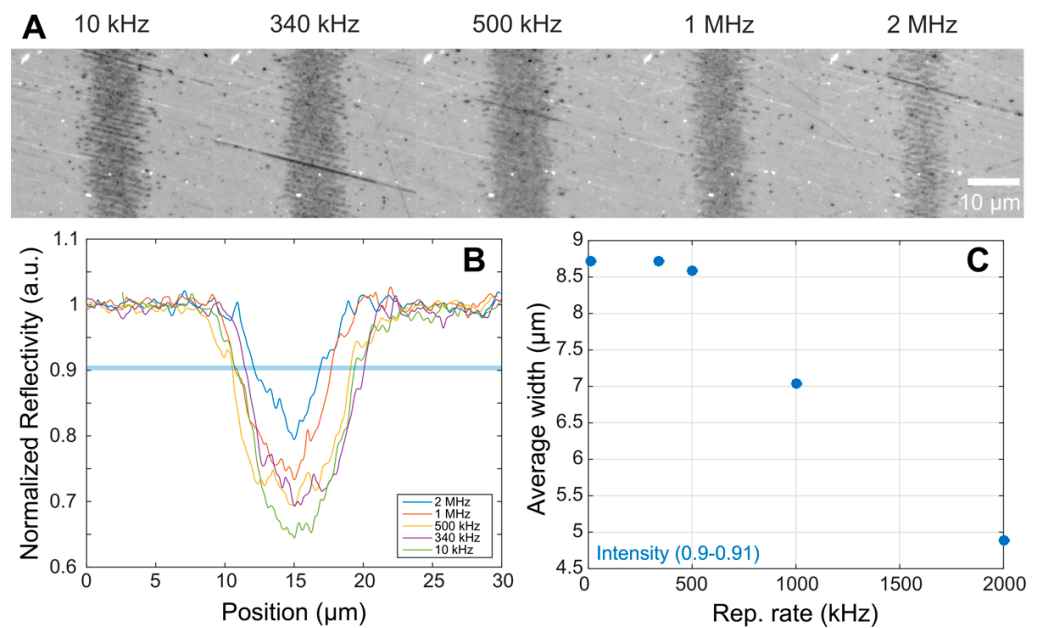 A 10 kHz 340 kHz 500 kHz 1 MHz 2 MHz
10 µm
B
Normalized Reflectivity (a.u.)
1.1
1
0.9
0.8
0.7
0.6
2 MHz
1 MHz
500 kHz
340 kHz
10 kHz
0 5 10 15 20 25 30
Position (µm)
C
Average width (µm)
9
8.5
8
7.5
7
6.5
6
5.5
5
4.5
Intensity (0.9-0.91)
0 500 1000 1500 2000
Rep. rate (kHz)